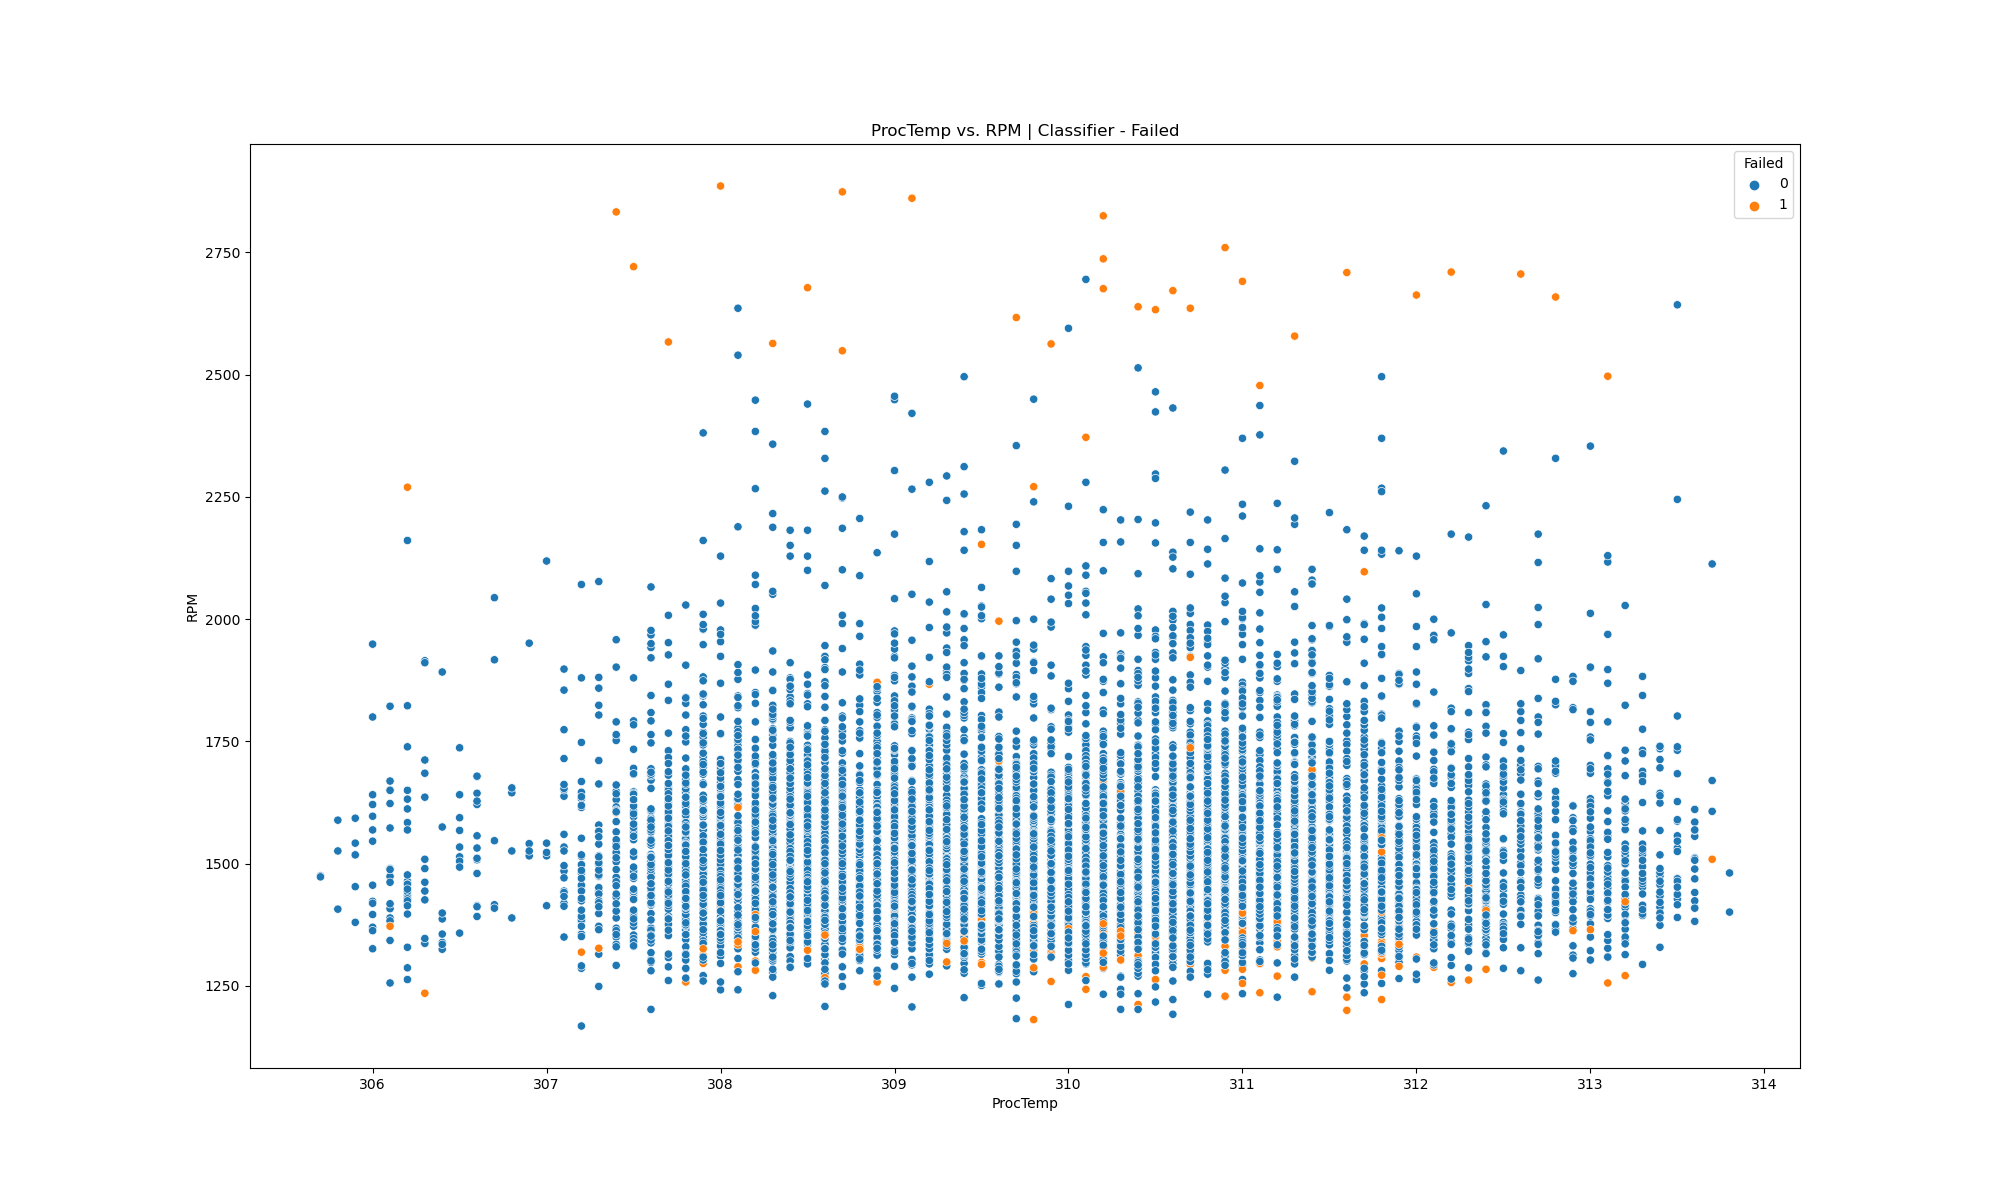 ProcTemp vs. RPM | Classifier - Failed
Failed
0
1
2750
2500
2250
2000
1750
1500
1250
RPM
306 307 308 309 310 311 312 313 314
ProcTemp